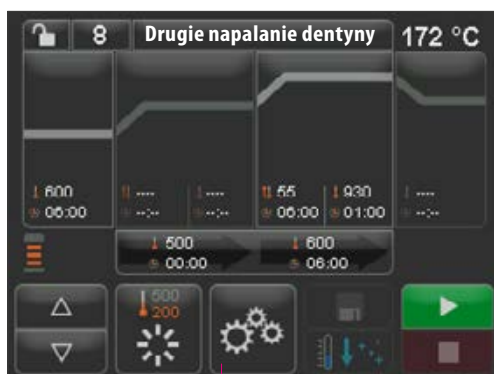 8 Drugie napalanie dentyny 172 °C
600 ---- ---- 55 930 ----
06:00 --:-- --:-- 06:00 01:00 --:--
500 600
00:00 06:00
500
200